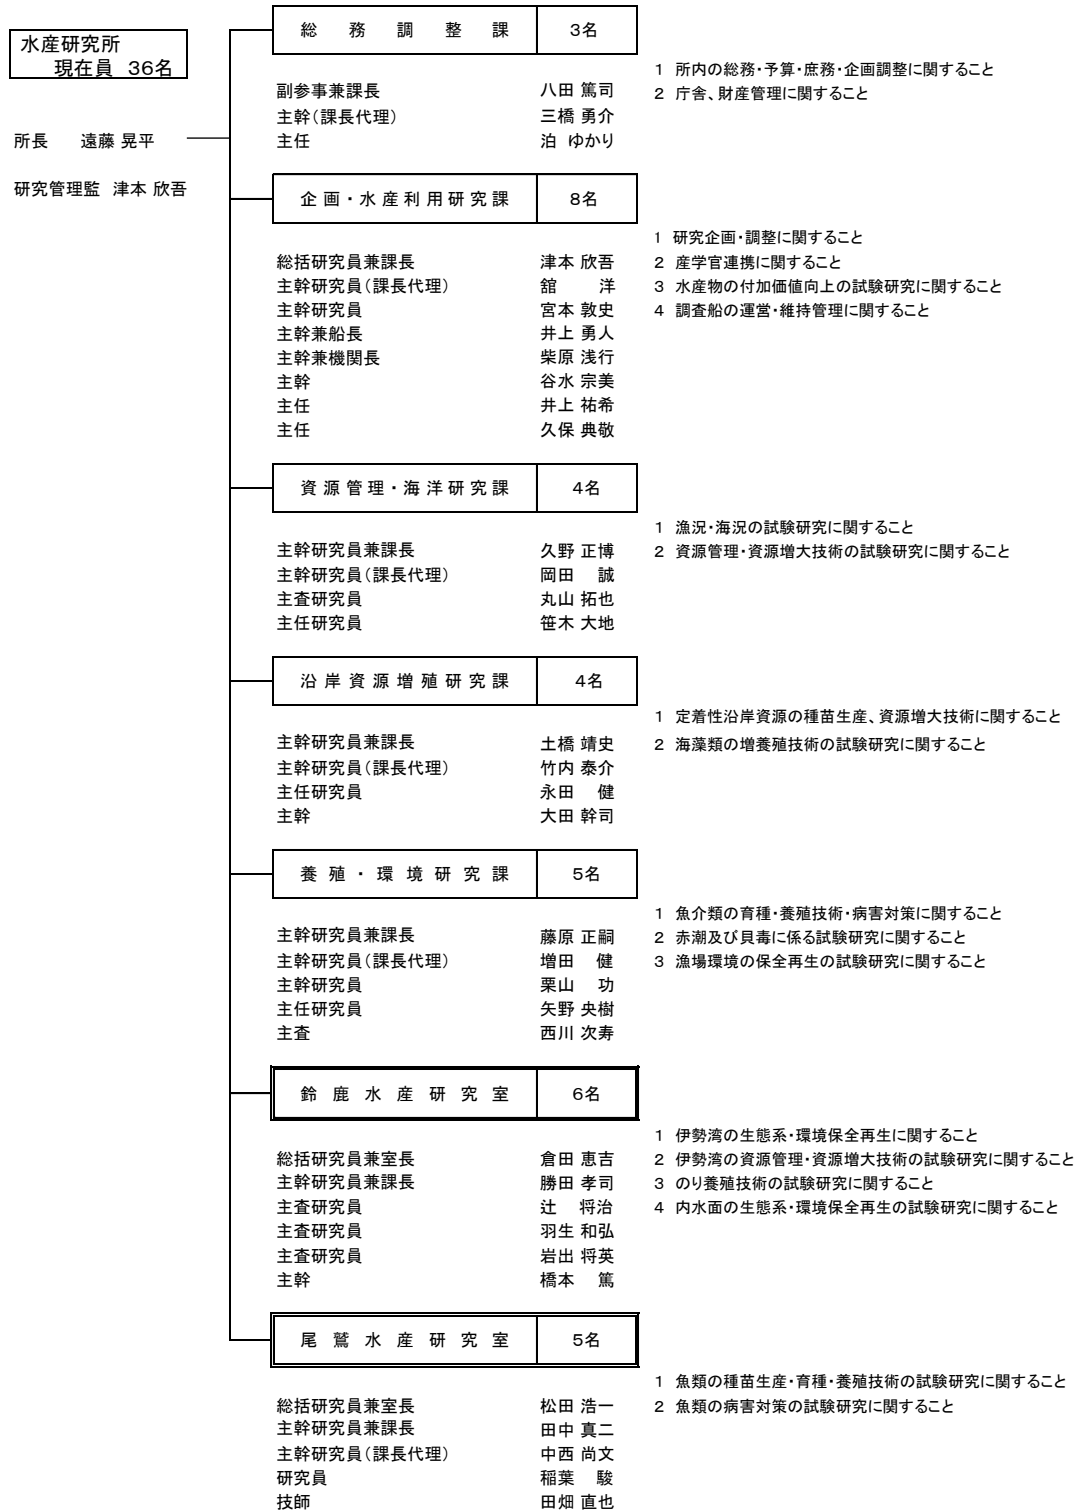 水産研究所
現在員 36名
所長 遠藤 晃平
研究管理監 津本 欣吾
総務調整課 3名
1 所内の総務・予算・庶務・企画調整に関すること
2 庁舎、財産管理に関すること
副参事兼課長 八田 篤司
主幹(課長代理) 三橋 勇介
主任 泊 ゆかり
企画・水産利用研究課 8名
1 研究企画・調整に関すること
2 産学官連携に関すること
3 水産物の付加価値向上の試験研究に関すること
4 調査船の運営・維持管理に関すること
総括研究員兼課長 津本 欣吾
主幹研究員(課長代理) 舘 洋
主幹研究員 宮本 敦史
主幹兼船長 井上 勇人
主幹兼機関長 柴原 浅行
主幹 谷水 宗美
主任 井上 祐希
主任 久保 典敬
資源管理・海洋研究課 4名
1 漁況・海況の試験研究に関すること
2 資源管理・資源増大技術の試験研究に関すること
主幹研究員兼課長 久野 正博
主幹研究員(課長代理) 岡田 誠
主査研究員 丸山 拓也
主任研究員 笹木 大地
沿岸資源増殖研究課 4名
1 定着性沿岸資源の種苗生産、資源増大技術に関すること
2 海藻類の増養殖技術の試験研究に関すること
主幹研究員兼課長 土橋 靖史
主幹研究員(課長代理) 竹内 泰介
主任研究員 永田 健
主幹 大田 幹司
養殖・環境研究課 5名
1 魚介類の育種・養殖技術・病害対策に関すること
2 赤潮及び貝毒に係る試験研究に関すること
3 漁場環境の保全再生の試験研究に関すること
主幹研究員兼課長 藤原 正嗣
主幹研究員(課長代理) 増田 健
主幹研究員 栗山 功
主任研究員 矢野 央樹
主査 西川 次寿
鈴鹿水産研究室 6名
1 伊勢湾の生態系・環境保全再生に関すること
2 伊勢湾の資源管理・資源増大技術の試験研究に関すること
3 のり養殖技術の試験研究に関すること
4 内水面の生態系・環境保全再生の試験研究に関すること
総括研究員兼室長 倉田 恵吉
主幹研究員兼課長 勝田 孝司
主査研究員 辻 将治
主査研究員 羽生 和弘
主査研究員 岩出 将英
主幹 橋本 篤
尾鷲水産研究室 5名
1 魚類の種苗生産・育種・養殖技術の試験研究に関すること
2 魚類の病害対策の試験研究に関すること
総括研究員兼室長 松田 浩一
主幹研究員兼課長 田中 真二
主幹研究員(課長代理) 中西 尚文
研究員 稲葉 駿
技師 田畑 直也